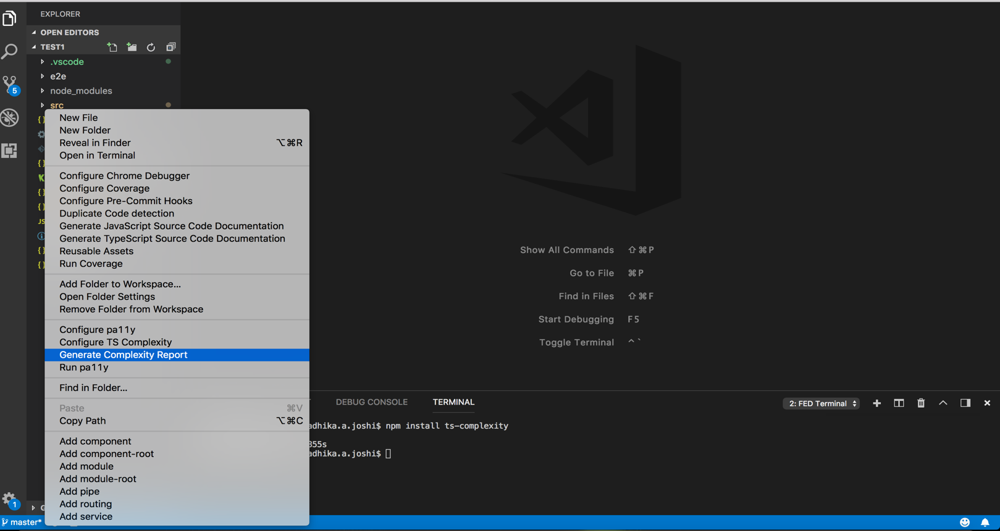 EXPLORER
OPEN EDITORS
TEST1
.vscode
e2e
5
node_modules
src
{}
New File
New Folder
Reveal in Finder ⌥⌘R
Open in Terminal
{}
Configure Chrome Debugger
Configure Coverage
{}
Configure Pre-Commit Hooks
{}
Duplicate Code detection
JS
Generate JavaScript Source Code Documentation
Generate TypeScript Source Code Documentation
{}
Reusable Assets
{}
Run Coverage
Add Folder to Workspace...
Open Folder Settings
Remove Folder from Workspace
Configure pa11y
Configure TS Complexity
Generate Complexity Report
Run pa11y
Find in Folder...
Paste ⌘V
Copy Path ⌥⌘C
Add component
Add component-root
Add module
Add module-root
Add pipe
Add routing
Add service
Show All Commands ⇧⌘P
Go to File ⌘P
Find in Files ⇧⌘F
Start Debugging F5
Toggle Terminal ^`
DEBUG CONSOLE TERMINAL 2: FED Terminal
adhika.a.joshi$ npm install ts-complexity
855s
adhika.a.joshi$
1
master*